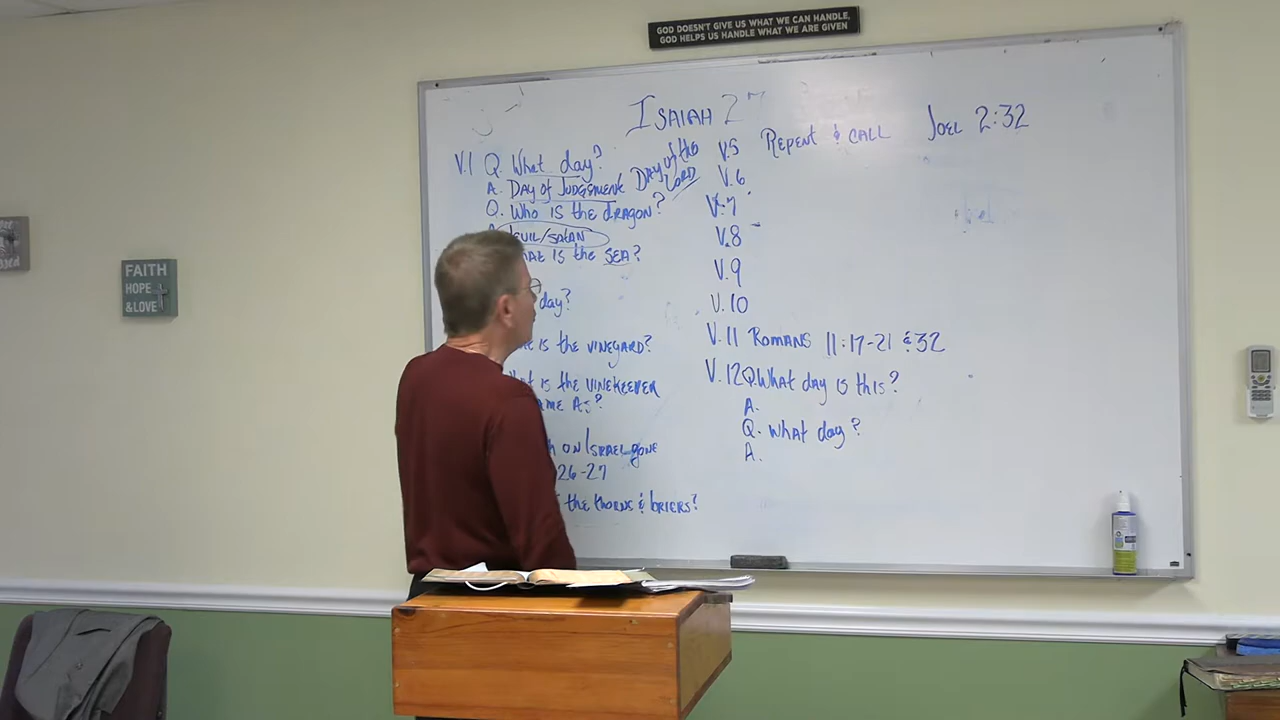 GOD DOESN'T GIVE US WHAT WE CAN HANDLE,
GOD HELPS US HANDLE WHAT WE ARE GIVEN
ISAIAH 27
V.1 Q. What day?
A. DAY of JUDGEMENT DAY of the LORD
Q. Who IS the dragon?
EVIL/SATAN
IS the SEA?
day?
IS the VINEYARD?
IS the VINEKEEPER
AS?
ON ISRAEL gone
26-27
the thorns & briers?
V.5 REPENT & CALL JOEL 2:32
V.6
V.7
V.8
V.9
V.10
V.11 ROMANS 11:17-21 & 32
V.12 Q. What day is this?
A.
Q. What day?
A.
FAITH
HOPE
& LOVE